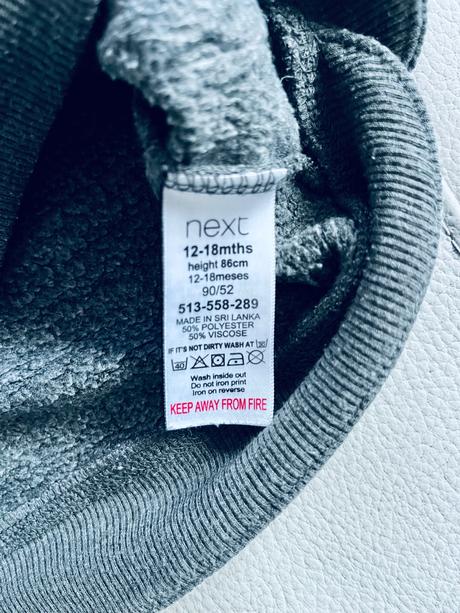 next
12-18mths
height 86cm
12-18meses
90/52
513-558-289
MADE IN SRI LANKA
50% POLYESTER
50% VISCOSE
IF IT'S NOT DIRTY WASH AT 30
40
Wash inside out
Do not iron print
Iron on reverse
KEEP AWAY FROM FIRE